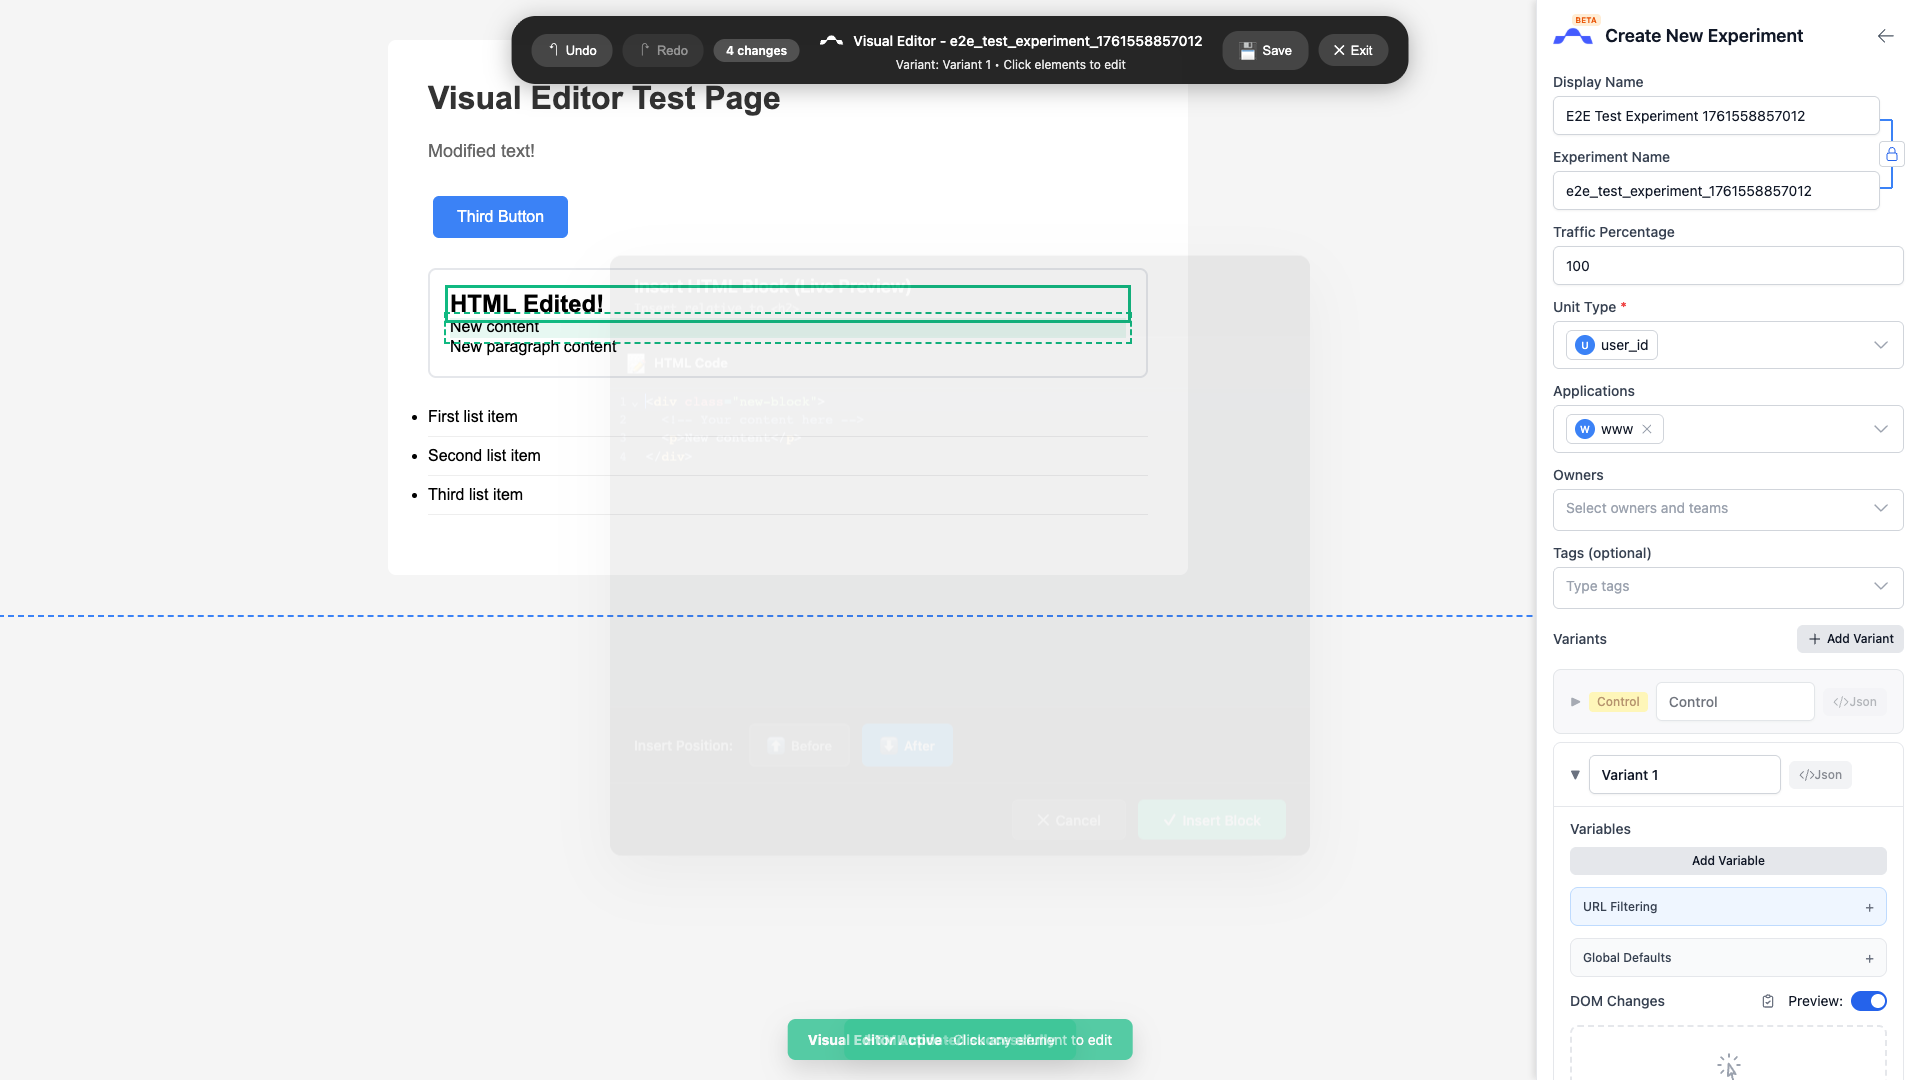 Undo
Redo
4 changes
Visual Editor - e2e_test_experiment_1761558857012
Variant: Variant 1 • Click elements to edit
Save
Exit
Visual Editor Test Page
Modified text!
Third Button
Insert HTML Block (Live Preview)
HTML Edited!
New content
New paragraph content
HTML Code
<div class="new-block">
<!-- Your content here -->
<p>New content</p>
</div>
First list item
Second list item
Third list item
Insert Position:
Before
After
Cancel
Insert Block
Visual Editor Active - Click any element to edit
BETA
Create New Experiment
Display Name
E2E Test Experiment 1761558857012
Experiment Name
e2e_test_experiment_1761558857012
Traffic Percentage
100
Unit Type *
U user_id
Applications
W www
Owners
Select owners and teams
Tags (optional)
Type tags
Variants
+ Add Variant
Control
Control
</>Json
Variant 1
</>Json
Variables
Add Variable
URL Filtering +
Global Defaults +
DOM Changes
Preview: